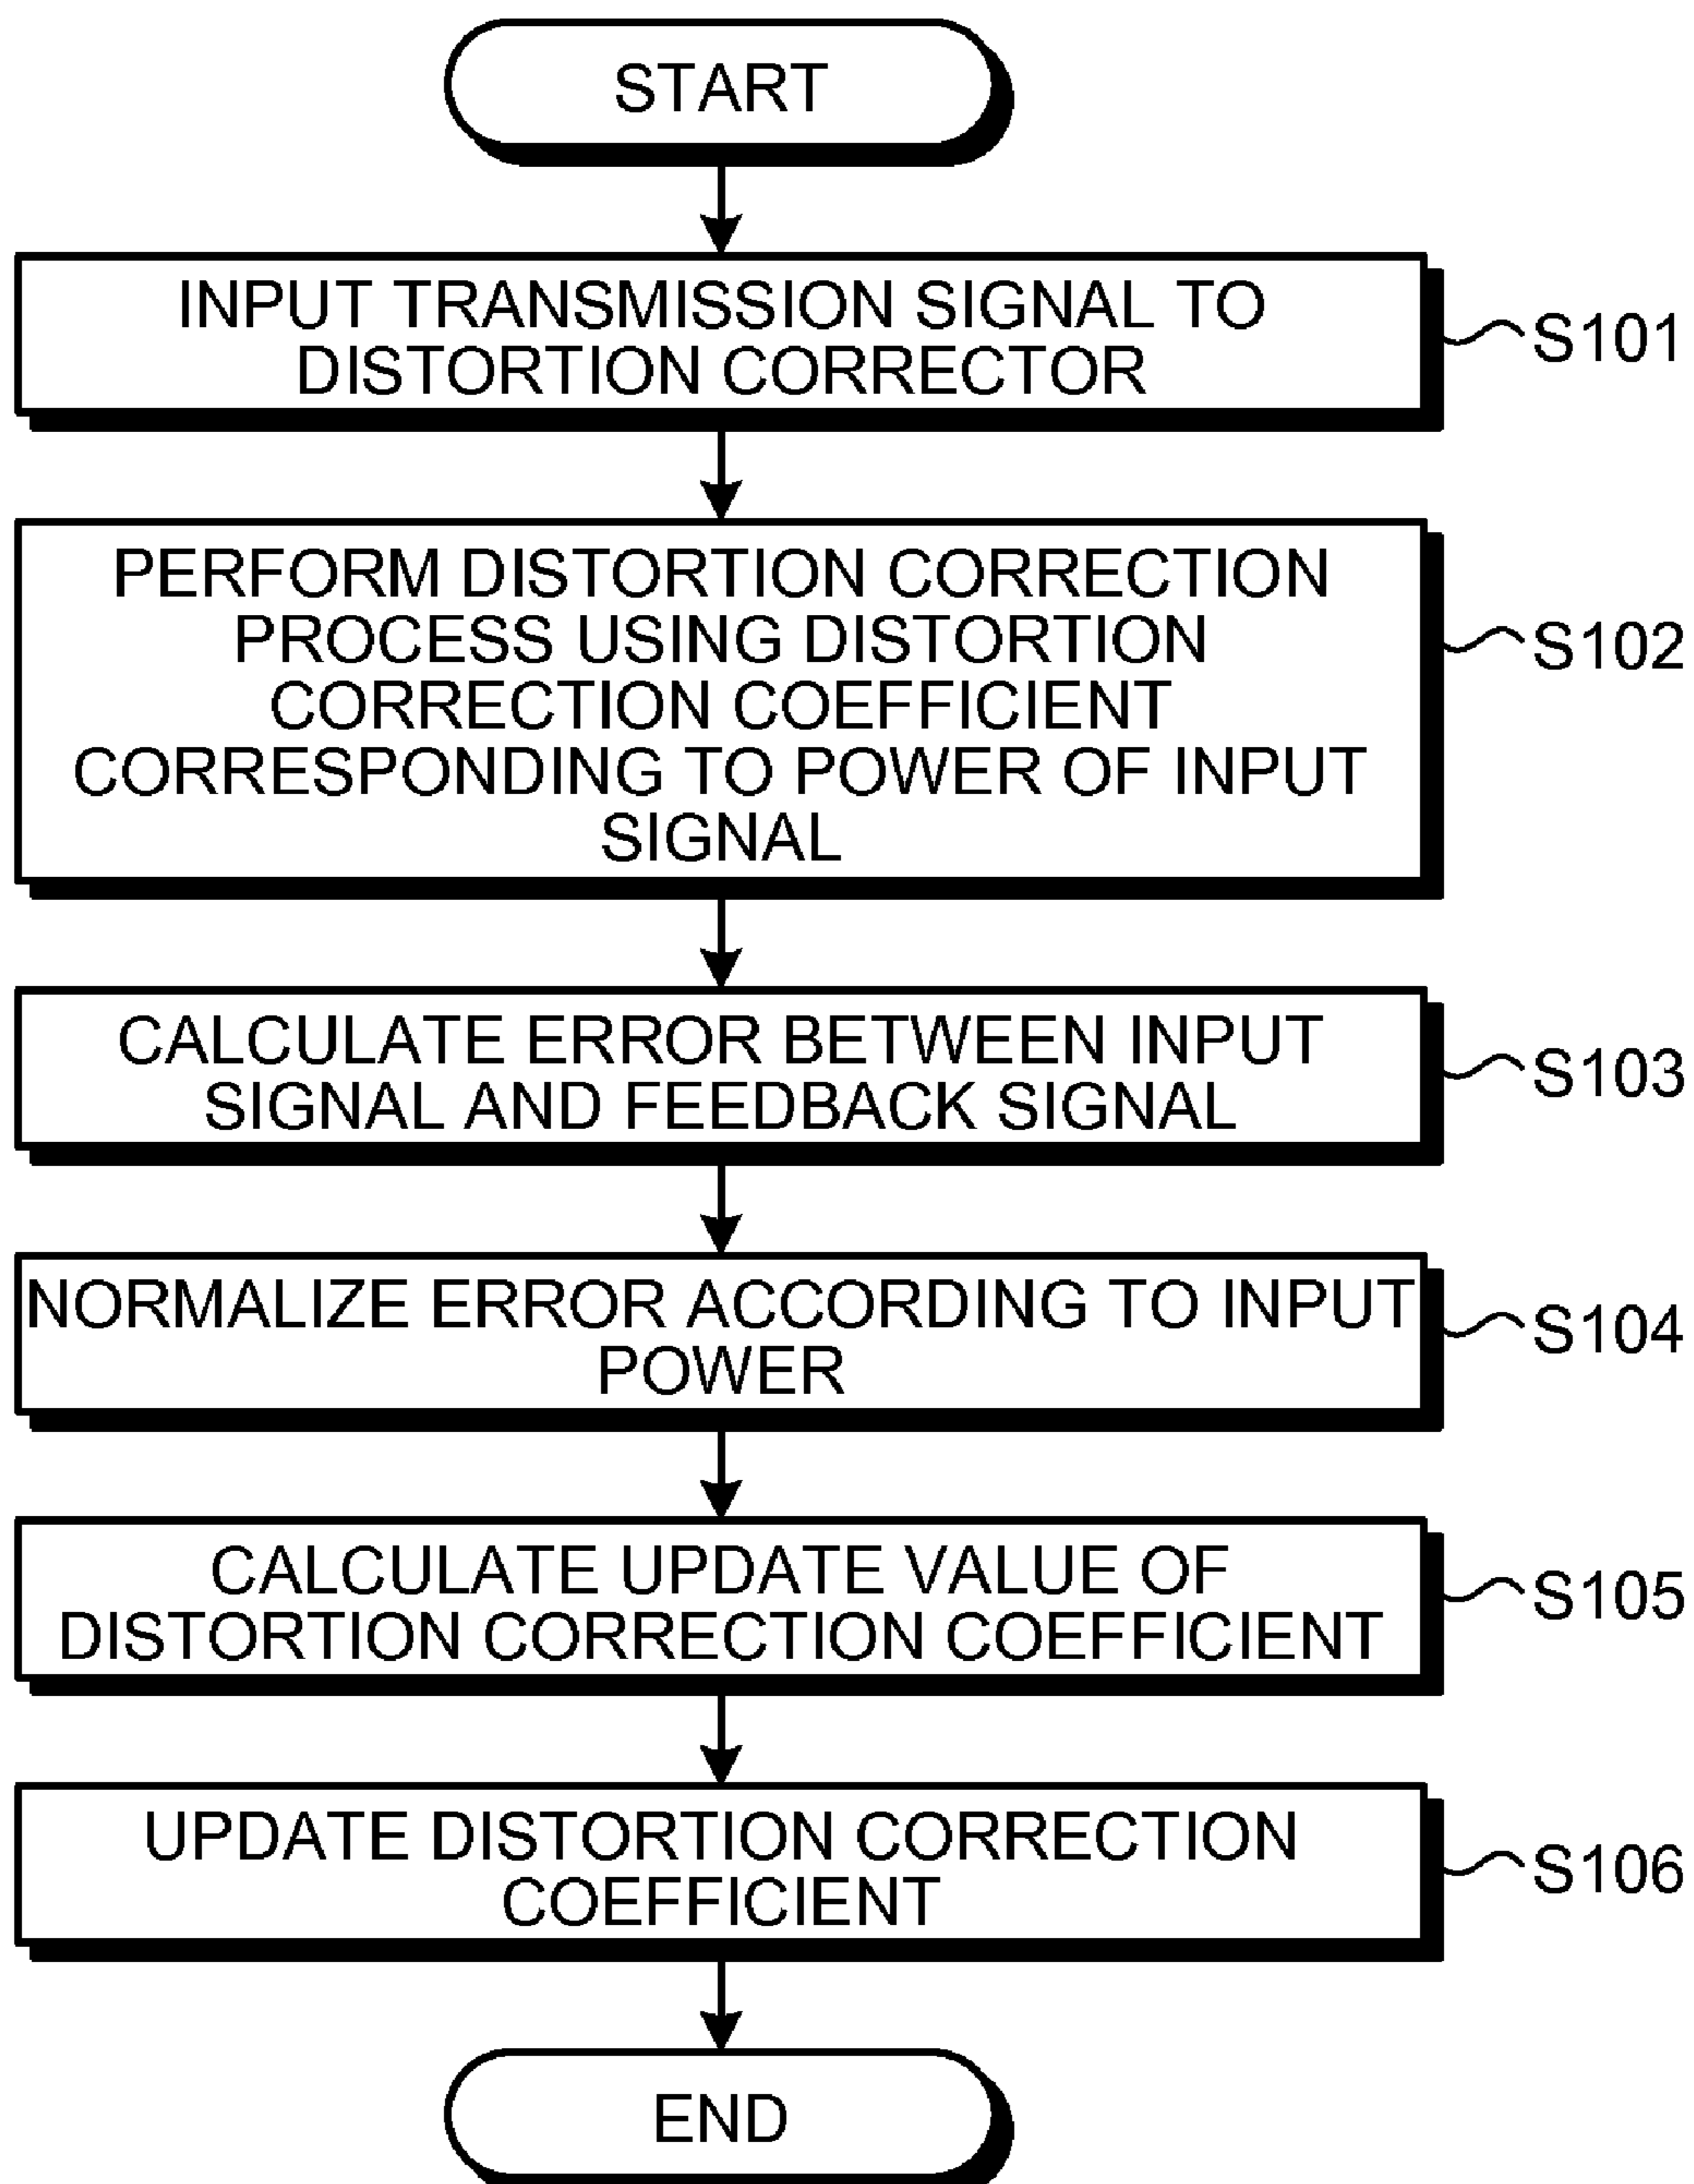 START
INPUT TRANSMISSION SIGNAL TO
DISTORTION CORRECTOR
S101
PERFORM DISTORTION CORRECTION
PROCESS USING DISTORTION
CORRECTION COEFFICIENT
CORRESPONDING TO POWER OF INPUT
SIGNAL
S102
CALCULATE ERROR BETWEEN INPUT
SIGNAL AND FEEDBACK SIGNAL
S103
NORMALIZE ERROR ACCORDING TO INPUT
POWER
S104
CALCULATE UPDATE VALUE OF
DISTORTION CORRECTION COEFFICIENT
S105
UPDATE DISTORTION CORRECTION
COEFFICIENT
S106
END